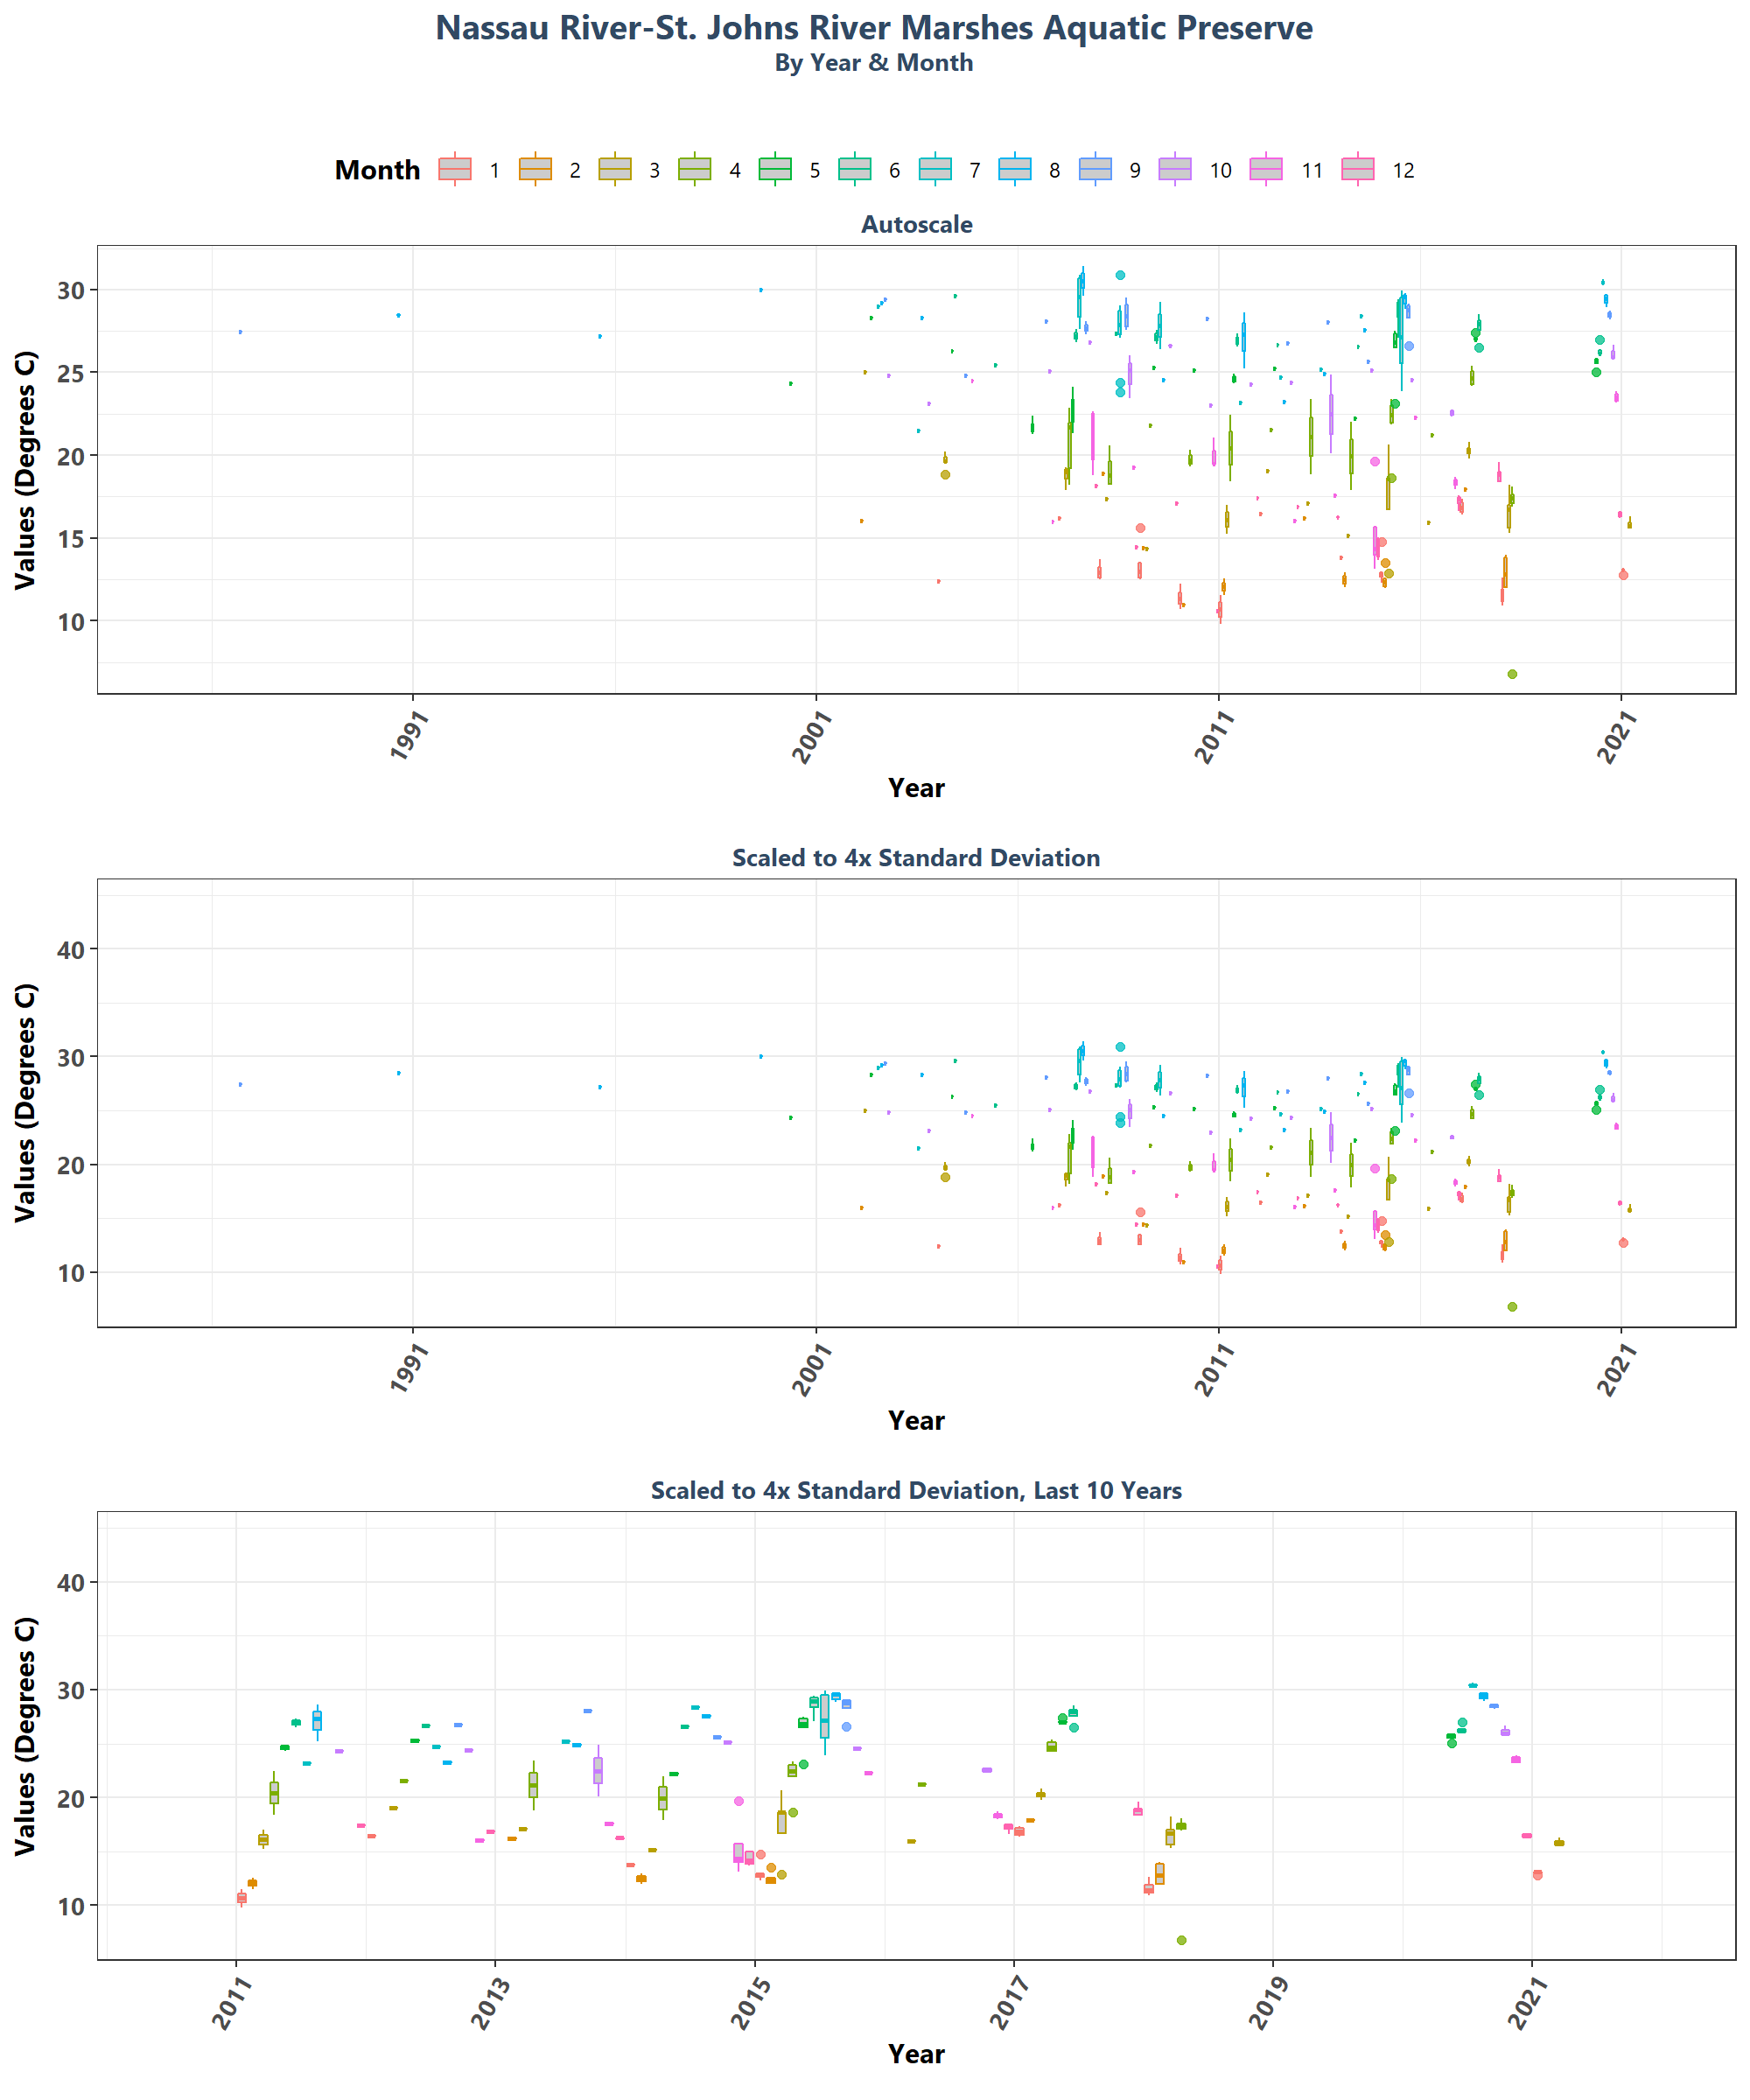 Nassau River-St. Johns River Marshes Aquatic Preserve
By Year & Month
Month 1 2 3 4 5 6 7 8 9 10 11 12
Autoscale
Values (Degrees C)
30
25
20
15
10
1991 2001 2011 2021
Year
Scaled to 4x Standard Deviation
Values (Degrees C)
40
30
20
10
1991 2001 2011 2021
Year
Scaled to 4x Standard Deviation, Last 10 Years
Values (Degrees C)
40
30
20
10
2011 2013 2015 2017 2019 2021
Year